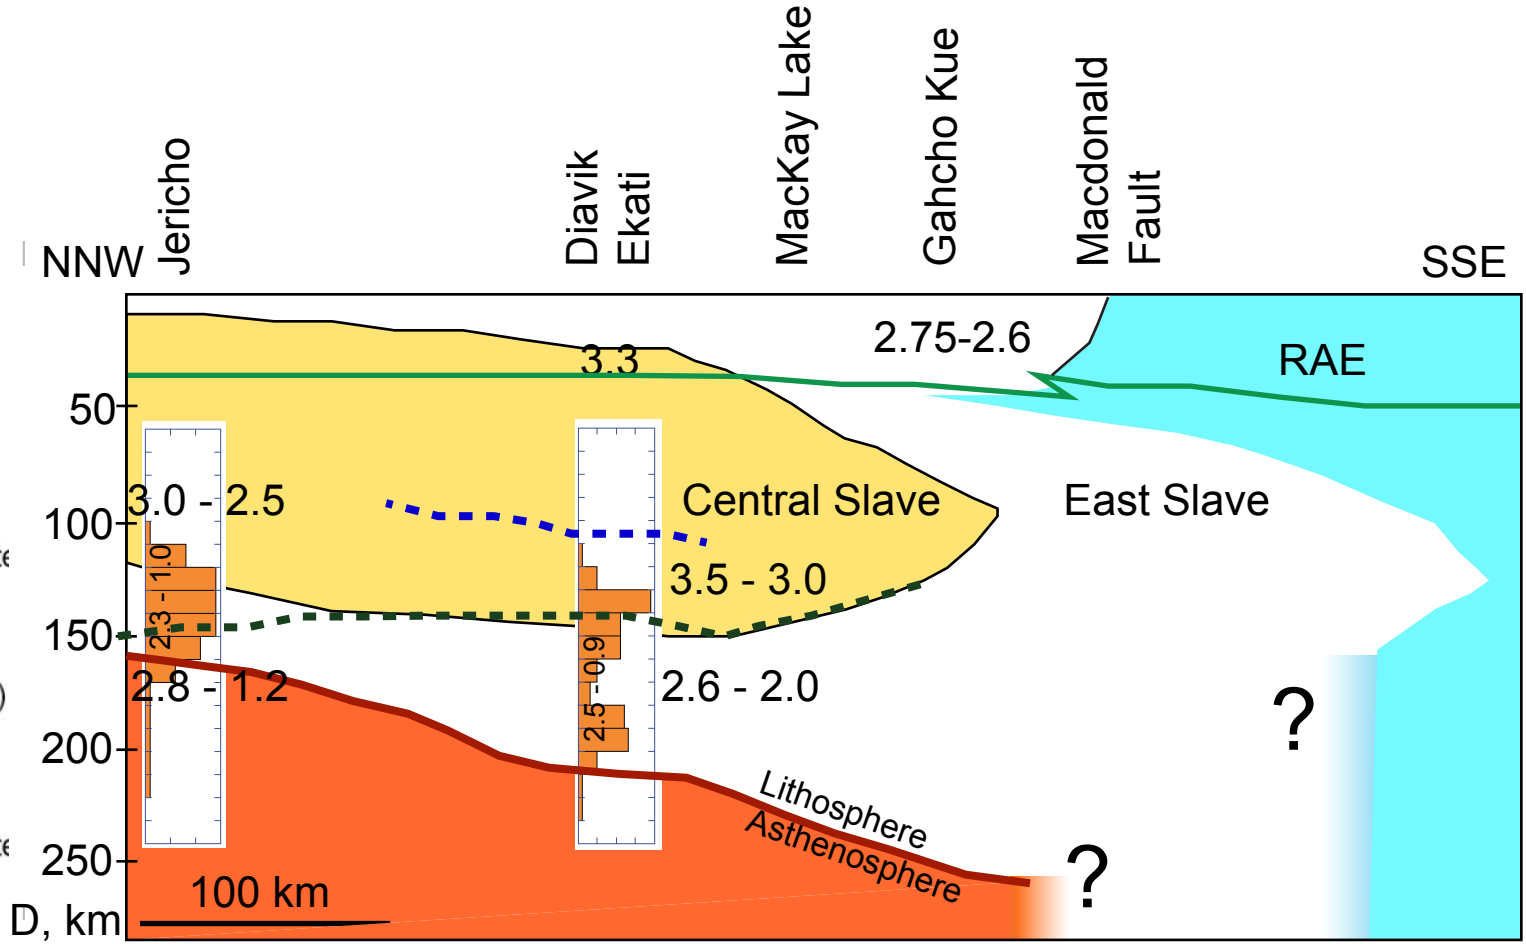 Jericho
Diavik
Ekati
MacKay Lake
Gahcho Kue
Macdonald
Fault
NNW
SSE
3.3
2.75-2.6
RAE
50
3.0 - 2.5
Central Slave
East Slave
100
2.3 - 1.0
3.5 - 3.0
150
2.8 - 1.2
2.5 - 0.9
2.6 - 2.0
?
200
Lithosphere
Asthenosphere
250
?
100 km
D, km